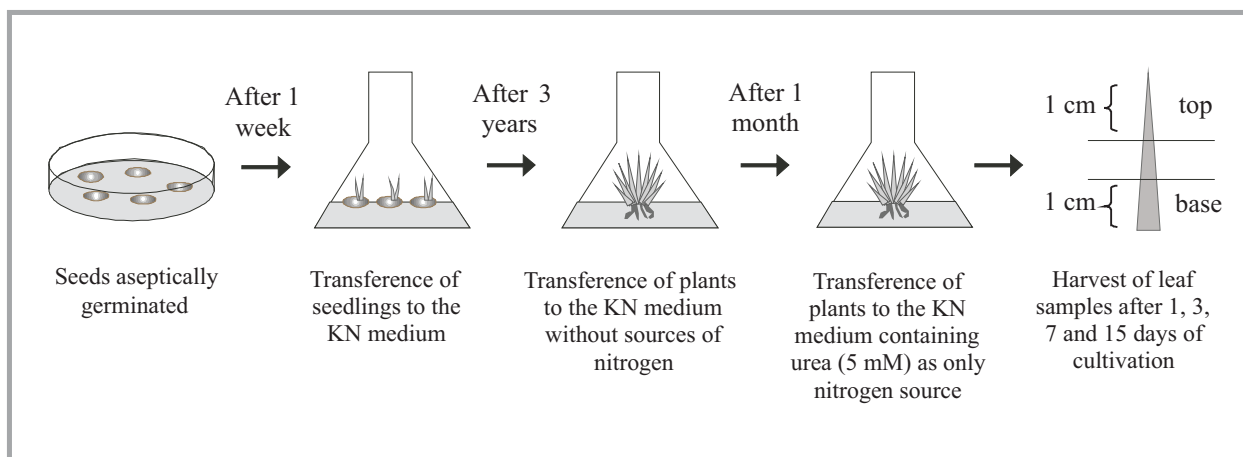 After 1
week
After 3
years
After 1
month
1 cm
top
1 cm
base
Seeds aseptically
germinated
Transference of
seedlings to the
KN medium
Transference of plants
to the KN medium
without sources of
nitrogen
Transference of
plants to the KN
medium containing
urea (5 mM) as only
nitrogen source
Harvest of leaf
samples after 1, 3,
7 and 15 days of
cultivation